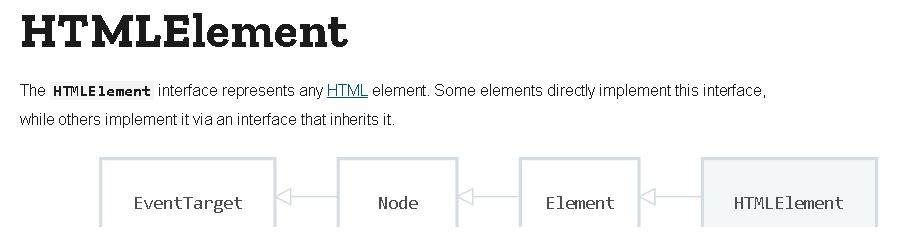 HTMLElement
The HTMLElement interface represents any HTML element. Some elements directly implement this interface,
while others implement it via an interface that inherits it.
EventTarget Node Element HTMLElement